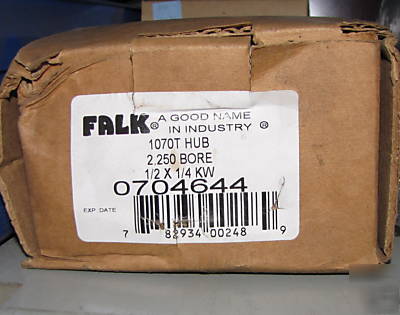 FALK® A GOOD NAME
IN INDUSTRY ®
1070T HUB
2.250 BORE
1/2 X 1/4 KW
0704644
EXP. DATE
7 82934 00248 9